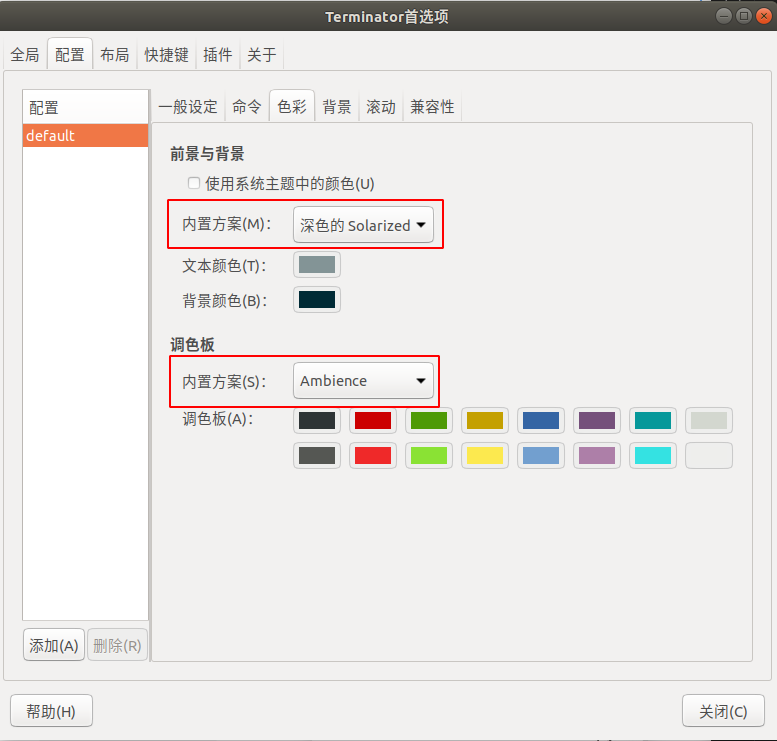 Terminator首选项
全局 配置 布局 快捷键 插件 关于
配置
default
一般设定 命令 色彩 背景 滚动 兼容性
前景与背景
使用系统主题中的颜色(U)
内置方案(M)： 深色的 Solarized
文本颜色(T)：
背景颜色(B)：
调色板
内置方案(S)： Ambience
调色板(A)：
添加(A) 删除(R)
帮助(H) 关闭(C)